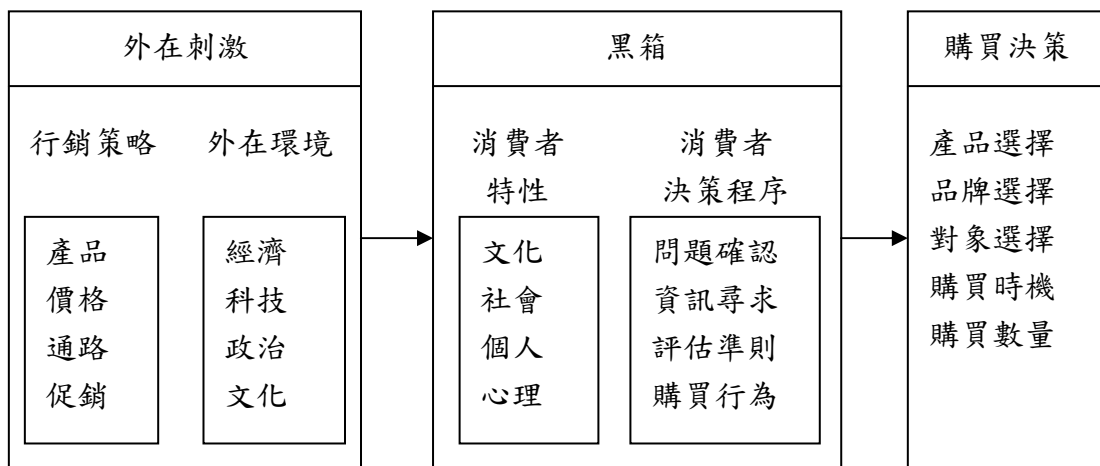 外在刺激
行銷策略
產品
價格
通路
促銷
外在環境
經濟
科技
政治
文化
黑箱
消費者
特性
文化
社會
個人
心理
消費者
決策程序
問題確認
資訊尋求
評估準則
購買行為
購買決策
產品選擇
品牌選擇
對象選擇
購買時機
購買數量